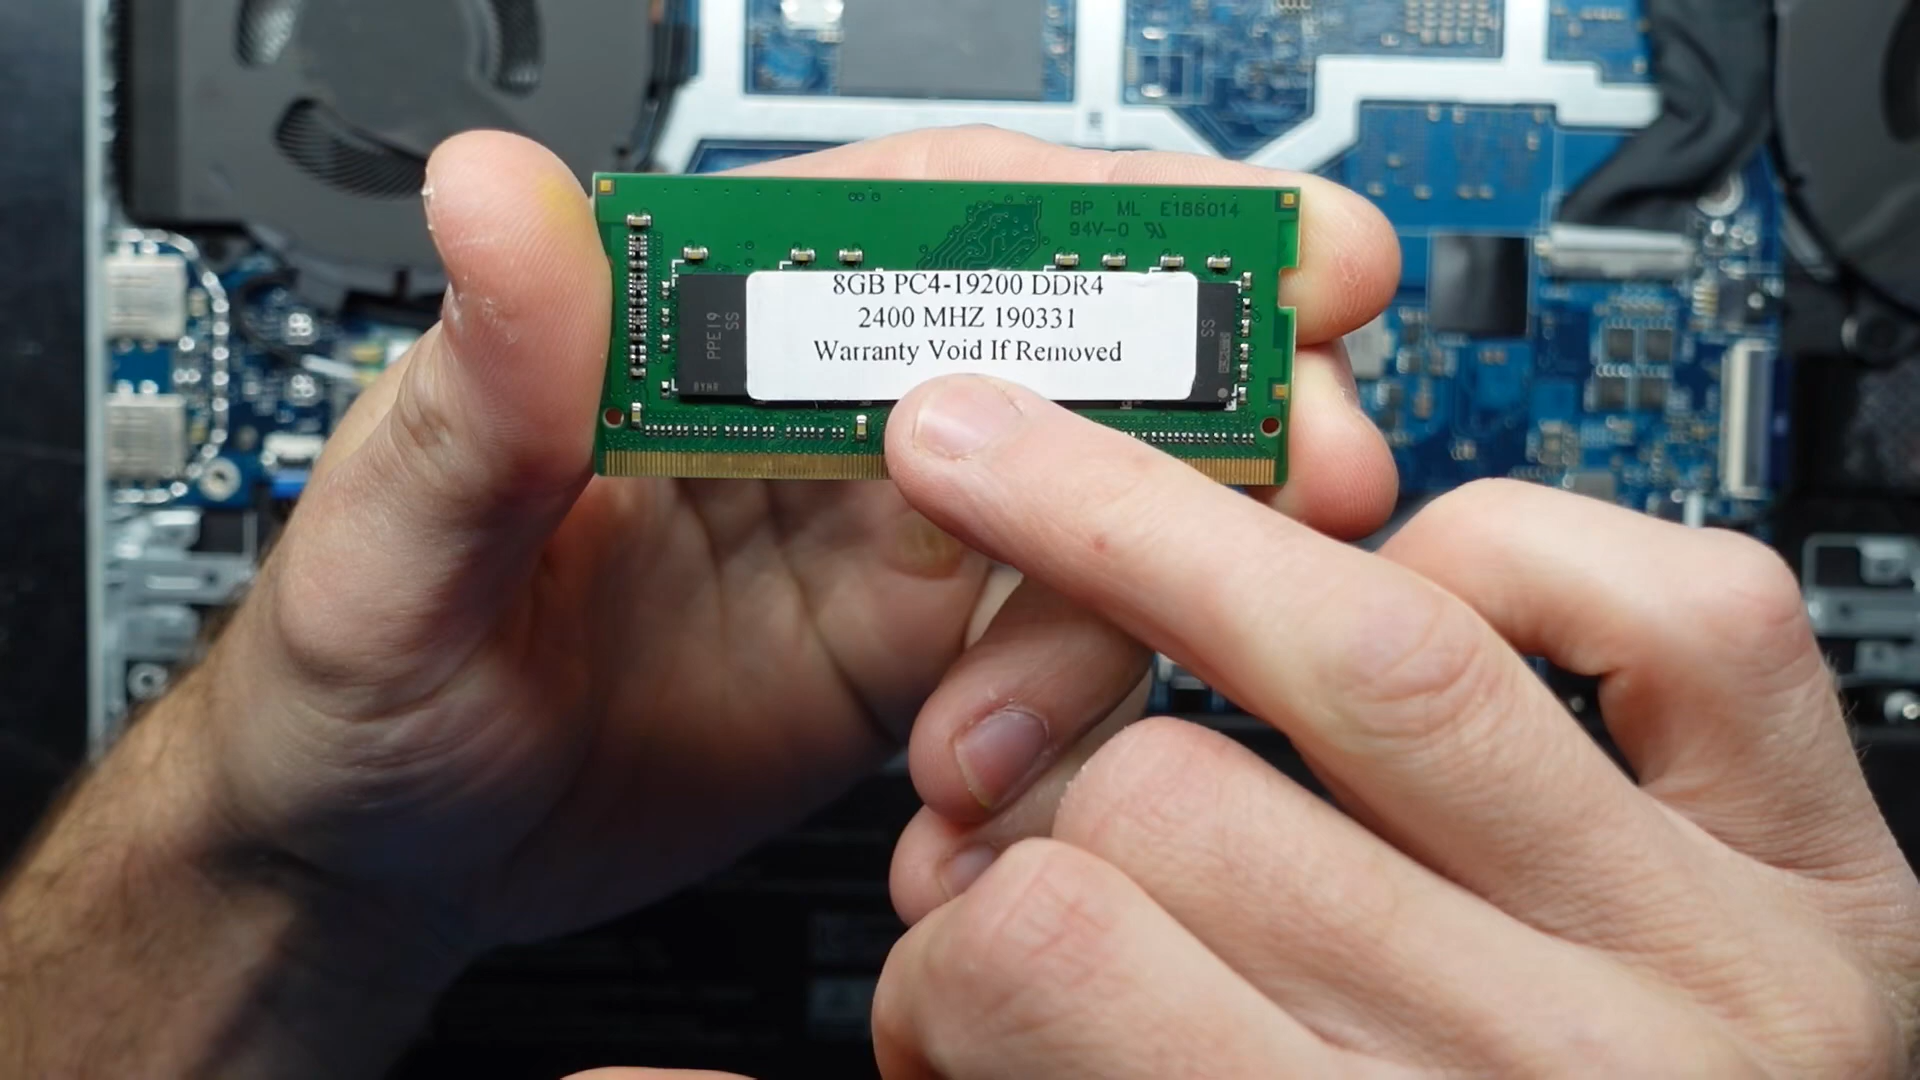 BP ML E186014
94V-0
8GB PC4-19200 DDR4
2400 MHZ 190331
Warranty Void If Removed
PPE19
SS
SS